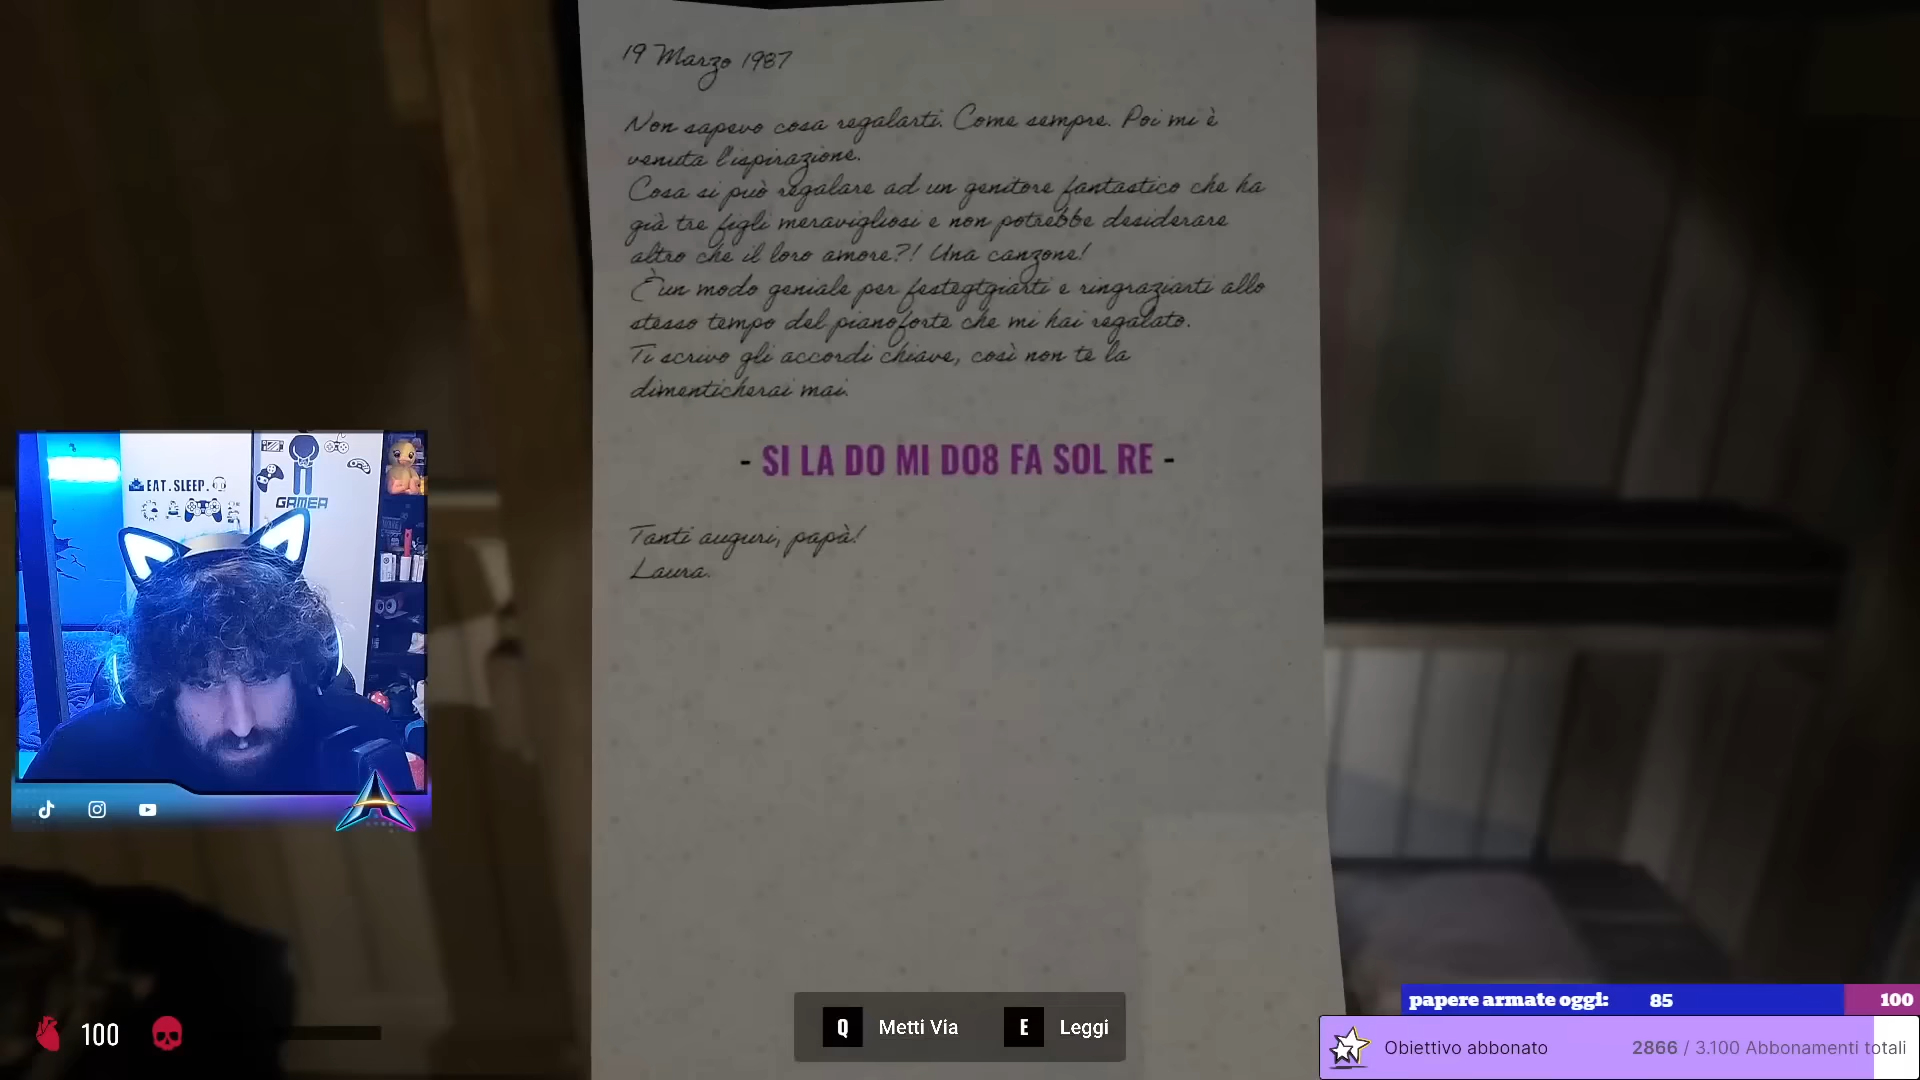 19 Marzo 1987
Non sapevo cosa regalarti. Come sempre. Poi mi è
venuta l'ispirazione.
Cosa si può regalare ad un genitore fantastico che ha
già tre figli meravigliosi e non potrebbe desiderare
altro che il loro amore?! Una canzone!
È un modo geniale per festegtgiarti e ringraziarti allo
stesso tempo del pianoforte che mi hai regalato.
Ti scrivo gli accordi chiave, così non te la
dimenticherai mai.
- SI LA DO MI DO8 FA SOL RE -
Tanti auguri, papà!
Laura.
EAT.SLEEP.
GAMER
100
Q Metti Via E Leggi
papere armate oggi: 85 100
Obiettivo abbonato 2866 / 3.100 Abbonamenti totali